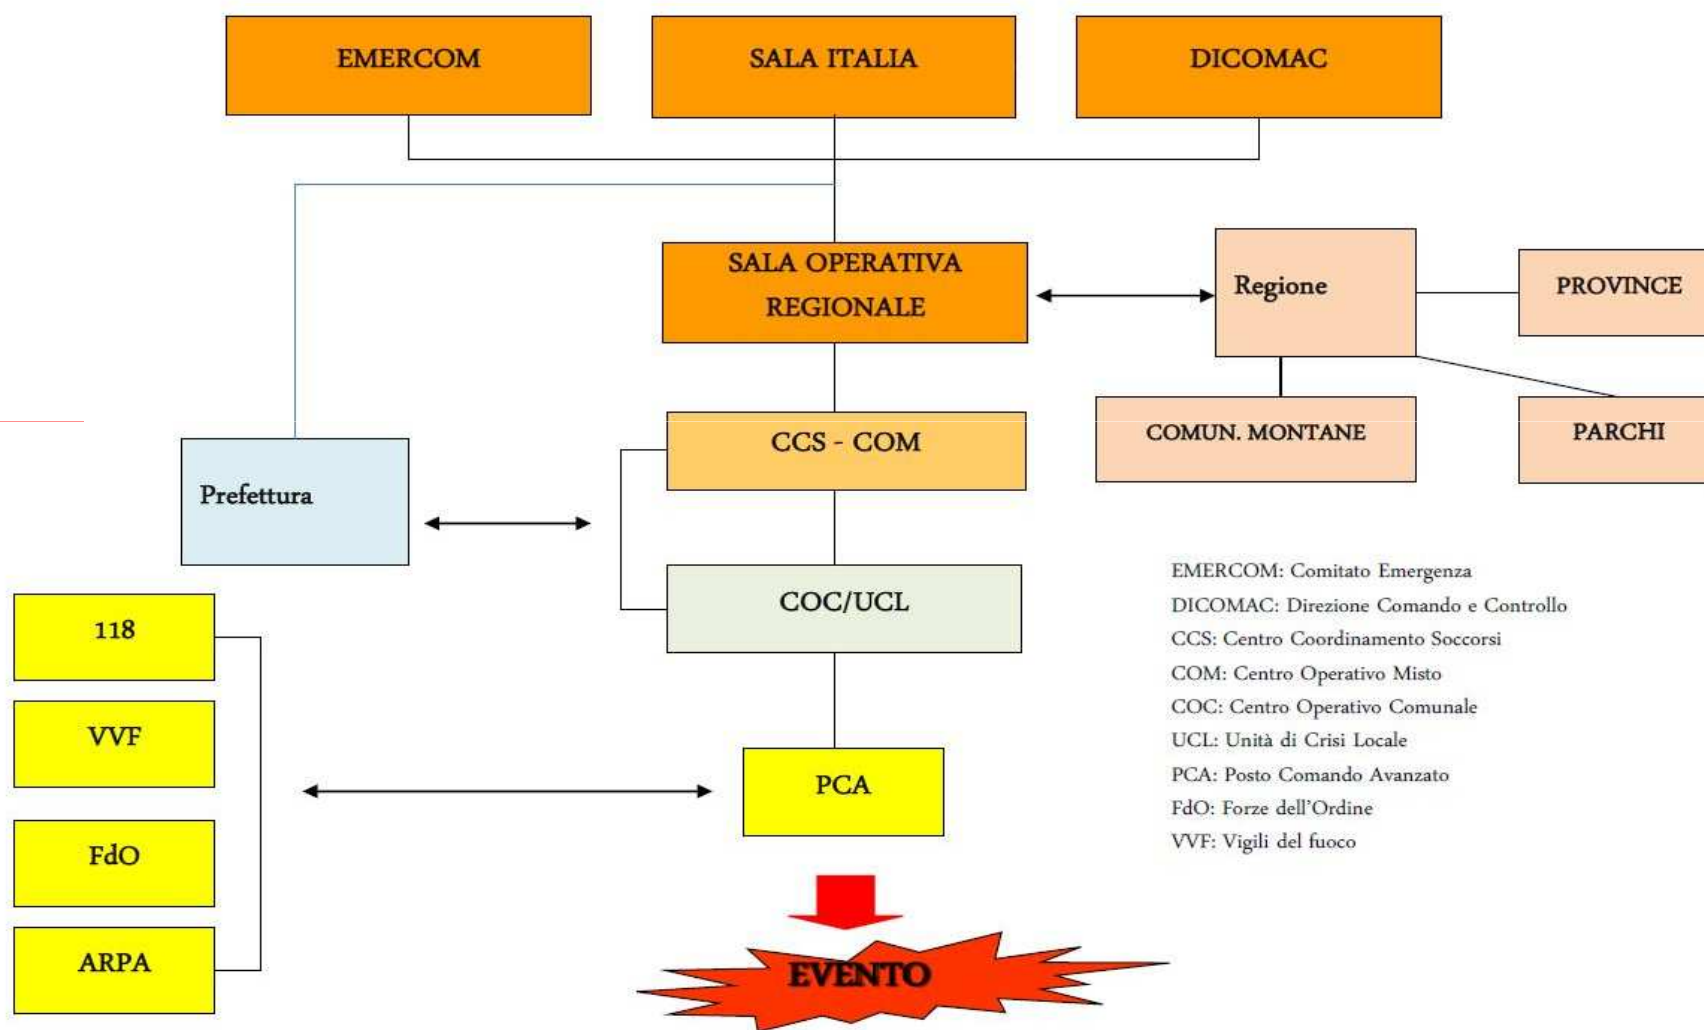 EMERCOM
SALA ITALIA
DICOMAC
SALA OPERATIVA
REGIONALE
Regione
PROVINCE
COMUN. MONTANE
PARCHI
CCS - COM
Prefettura
COC/UCL
118
VVF
FdO
ARPA
PCA
EVENTO
EMERCOM: Comitato Emergenza
DICOMAC: Direzione Comando e Controllo
CCS: Centro Coordinamento Soccorsi
COM: Centro Operativo Misto
COC: Centro Operativo Comunale
UCL: Unità di Crisi Locale
PCA: Posto Comando Avanzato
FdO: Forze dell'Ordine
VVF: Vigili del fuoco